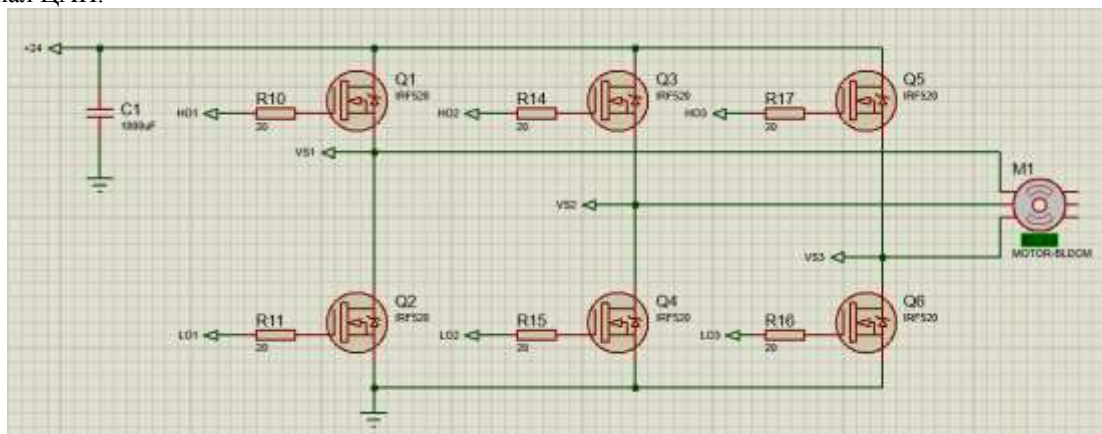 +24
C1
1000uF
HO1
R10
20
Q1
IRF520
HO2
R14
20
Q3
IRF520
HO3
R17
20
Q5
IRF520
VS1
VS2
VS3
M1
MOTOR-BLDCM
LO1
R11
20
Q2
IRF520
LO2
R15
20
Q4
IRF520
LO3
R16
20
Q6
IRF520